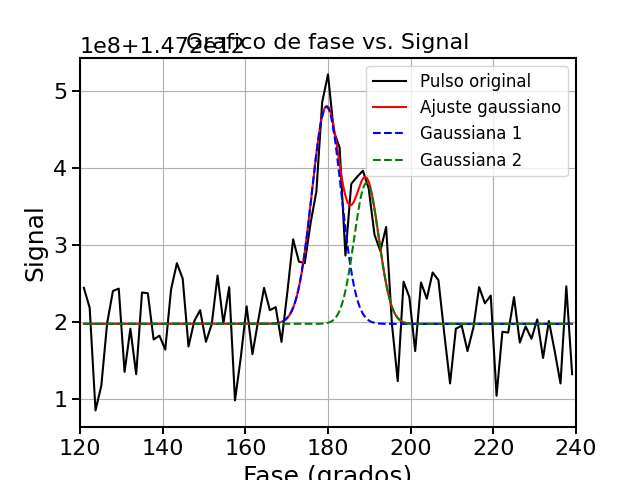 1e8+1.472e12
Grafico de fase vs. Signal
Pulso original
Ajuste gaussiano
Gaussiana 1
Gaussiana 2
Signal
5
4
3
2
1
120 140 160 180 200 220 240
Fase (grados)